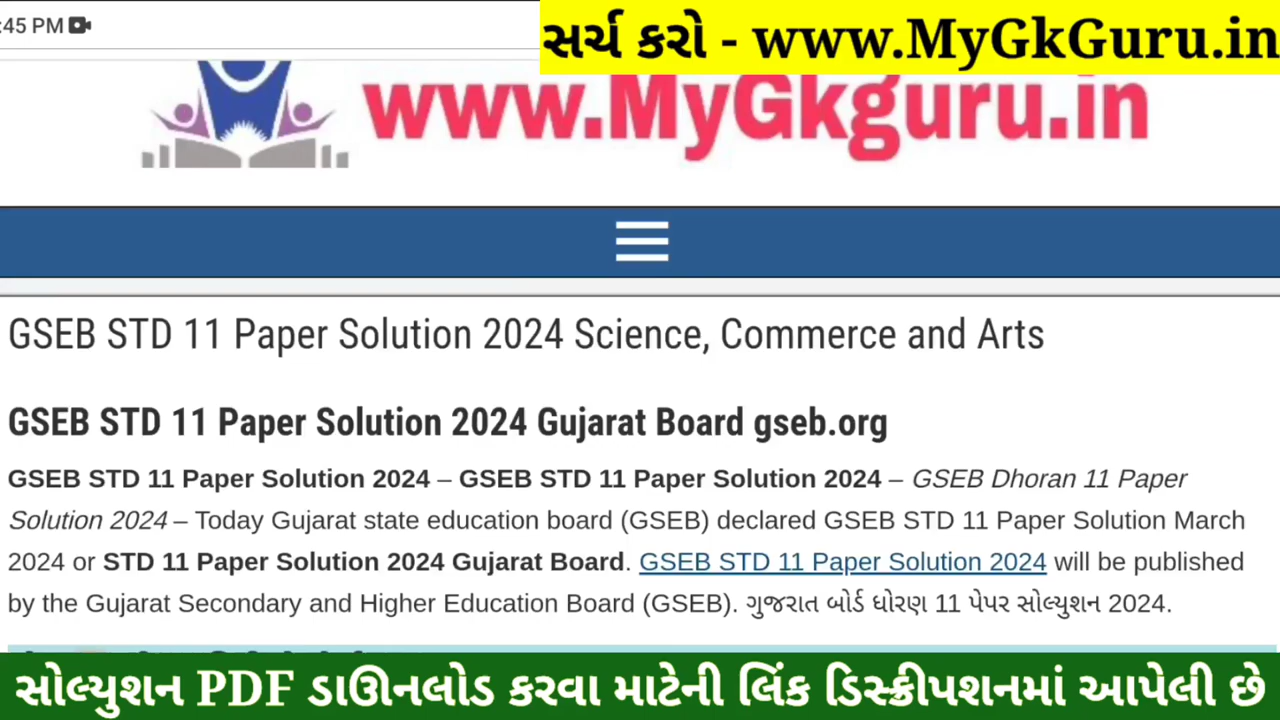 :45 PM
સર્ચ કરો - www.MyGkGuru.in
www.MyGkguru.in
GSEB STD 11 Paper Solution 2024 Science, Commerce and Arts
GSEB STD 11 Paper Solution 2024 Gujarat Board gseb.org
GSEB STD 11 Paper Solution 2024 – GSEB STD 11 Paper Solution 2024 – GSEB Dhoran 11 Paper
Solution 2024 – Today Gujarat state education board (GSEB) declared GSEB STD 11 Paper Solution March
2024 or STD 11 Paper Solution 2024 Gujarat Board. GSEB STD 11 Paper Solution 2024 will be published
by the Gujarat Secondary and Higher Education Board (GSEB). ગુજરાત બોર્ડ ધોરણ 11 પેપર સોલ્યુશન 2024.
સોલ્યુશન PDF ડાઊનલોડ કરવા માટેની લિંક ડિસ્ક્રીપશનમાં આપેલી છે